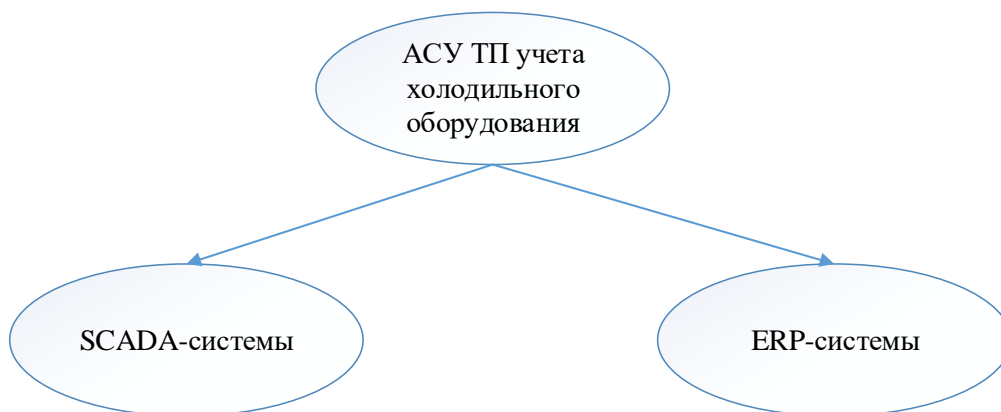 АСУ ТП учета
холодильного
оборудования
SCADA-системы
ERP-системы